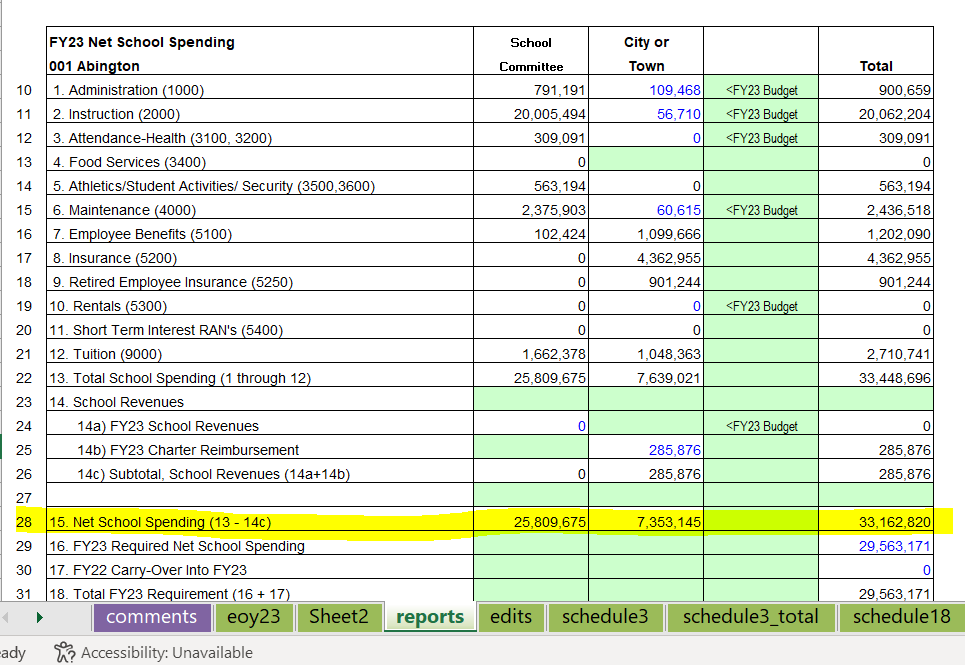 FY23 Net School Spending School City or
001 Abington Committee Town Total
10 1. Administration (1000) 791,191 109,468 <FY23 Budget 900,659
11 2. Instruction (2000) 20,005,494 56,710 <FY23 Budget 20,062,204
12 3. Attendance-Health (3100, 3200) 309,091 0 <FY23 Budget 309,091
13 4. Food Services (3400) 0 0
14 5. Athletics/Student Activities/ Security (3500,3600) 563,194 0 563,194
15 6. Maintenance (4000) 2,375,903 60,615 <FY23 Budget 2,436,518
16 7. Employee Benefits (5100) 102,424 1,099,666 1,202,090
17 8. Insurance (5200) 0 4,362,955 4,362,955
18 9. Retired Employee Insurance (5250) 0 901,244 901,244
19 10. Rentals (5300) 0 0 <FY23 Budget 0
20 11. Short Term Interest RAN's (5400) 0 0 0
21 12. Tuition (9000) 1,662,378 1,048,363 2,710,741
22 13. Total School Spending (1 through 12) 25,809,675 7,639,021 33,448,696
23 14. School Revenues
24 14a) FY23 School Revenues 0 <FY23 Budget 0
25 14b) FY23 Charter Reimbursement 285,876 285,876
26 14c) Subtotal, School Revenues (14a+14b) 0 285,876 285,876
27
28 15. Net School Spending (13 - 14c) 25,809,675 7,353,145 33,162,820
29 16. FY23 Required Net School Spending 29,563,171
30 17. FY22 Carry-Over Into FY23 0
31 18. Total FY23 Requirement (16 + 17) 29,563,171
comments eoy23 Sheet2 reports edits schedule3 schedule3_total schedule18
eady Accessibility: Unavailable